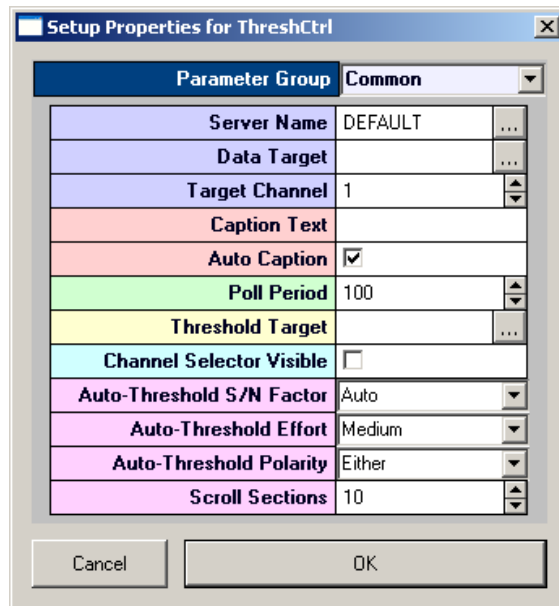 Setup Properties for ThreshCtrl
Parameter Group Common
Server Name DEFAULT ...
Data Target ...
Target Channel 1
Caption Text
Auto Caption
Poll Period 100
Threshold Target ...
Channel Selector Visible
Auto-Threshold S/N Factor Auto
Auto-Threshold Effort Medium
Auto-Threshold Polarity Either
Scroll Sections 10
Cancel OK